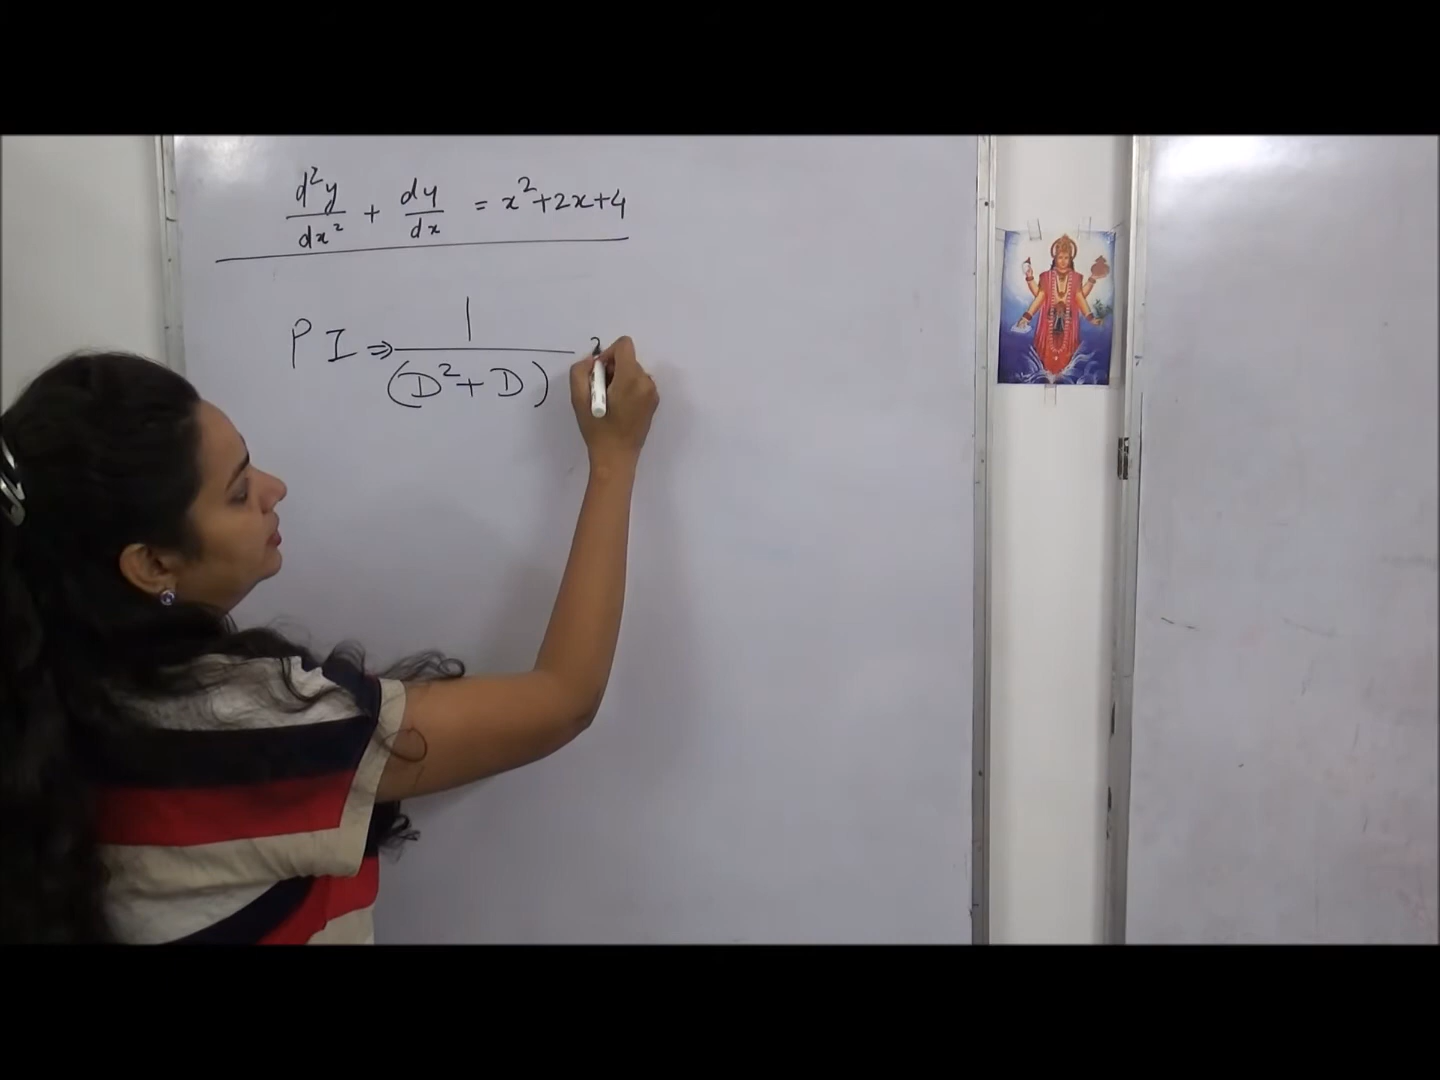 d²y/dx² + dy/dx = x²+2x+4
PI ⇒ 1/(D²+D)